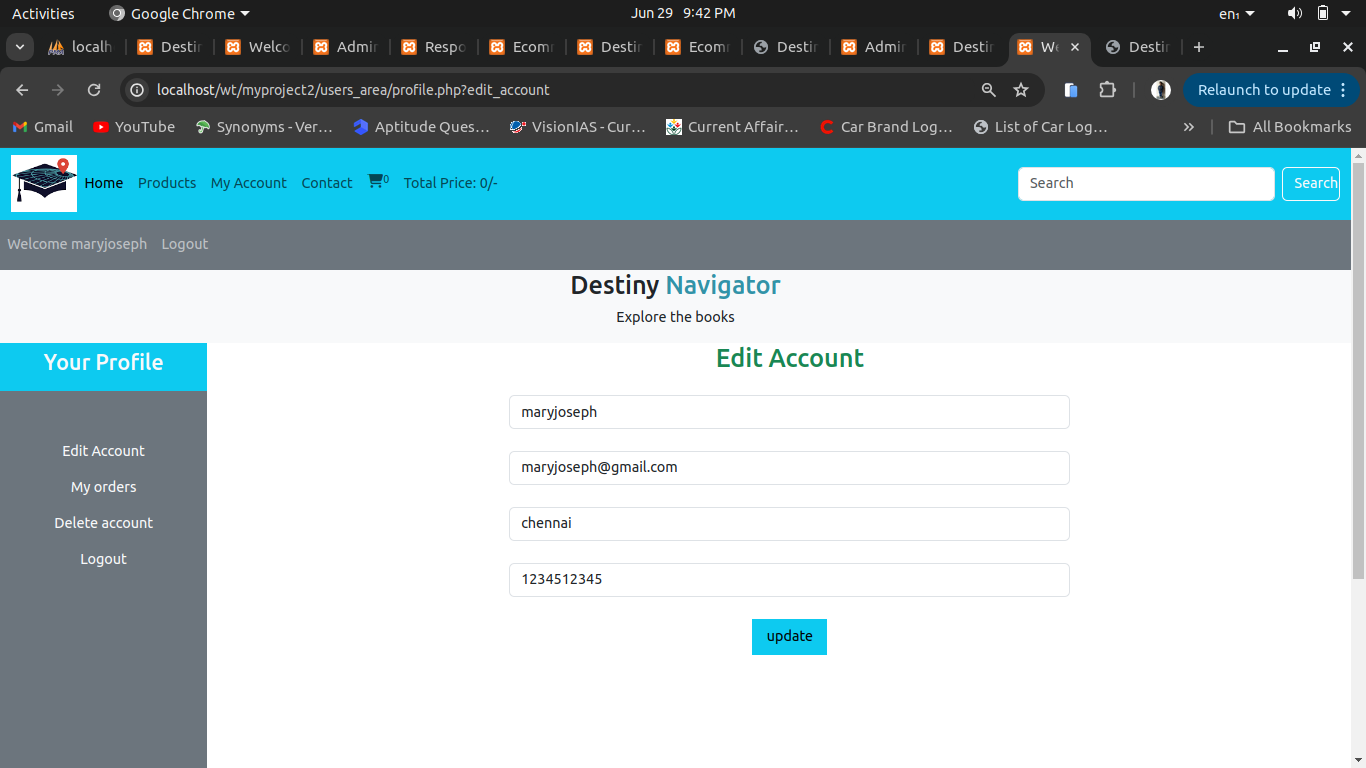 Activities Google Chrome Jun 29 9:42 PM en₁
localh Destir Welco Admir Respo Ecomm Destir Ecomr Destir Admir Destir We Destir
localhost/wt/myproject2/users_area/profile.php?edit_account Relaunch to update
Gmail YouTube Synonyms - Ver... Aptitude Ques... VisionIAS - Cur... Current Affair... Car Brand Log... List of Car Log... » All Bookmarks
Home Products My Account Contact 0 Total Price: 0/- Search Search
Welcome maryjoseph Logout
Destiny Navigator
Explore the books
Your Profile
Edit Account
My orders
Delete account
Logout
Edit Account
maryjoseph
maryjoseph@gmail.com
chennai
1234512345
update